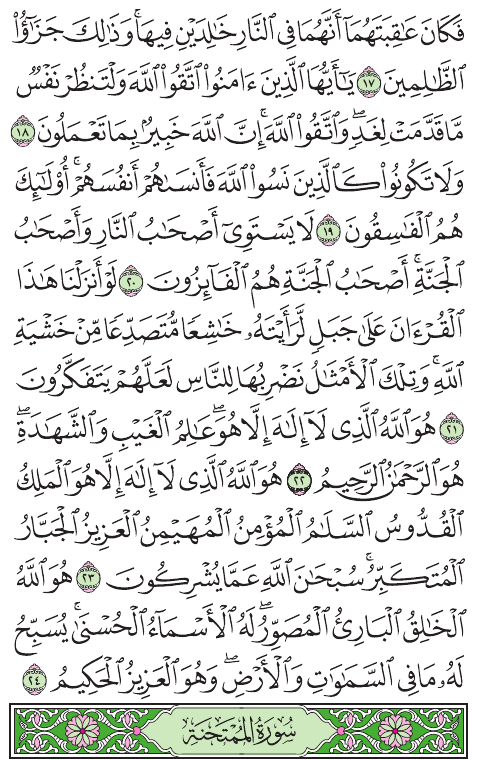 فَكَانَ عَٰقِبَتَهُمَآ أَنَّهُمَا فِي ٱلنَّارِ خَٰلِدَيْنِ فِيهَاۚ وَذَٰلِكَ جَزَٰٓؤُاْ
ٱلظَّٰلِمِينَ ١٧ يَٰٓأَيُّهَا ٱلَّذِينَ ءَامَنُواْ ٱتَّقُواْ ٱللَّهَ وَلْتَنظُرْ نَفْسٞ
مَّا قَدَّمَتْ لِغَدٖۖ وَٱتَّقُواْ ٱللَّهَۚ إِنَّ ٱللَّهَ خَبِيرُۢ بِمَا تَعْمَلُونَ ١٨
وَلَا تَكُونُواْ كَٱلَّذِينَ نَسُواْ ٱللَّهَ فَأَنسَىٰهُمْ أَنفُسَهُمْۚ أُوْلَٰٓئِكَ
هُمُ ٱلْفَٰسِقُونَ ١٩ لَا يَسْتَوِيٓ أَصْحَٰبُ ٱلنَّارِ وَأَصْحَٰبُ
ٱلْجَنَّةِۚ أَصْحَٰبُ ٱلْجَنَّةِ هُمُ ٱلْفَآئِزُونَ ٢٠ لَوْ أَنزَلْنَا هَٰذَا
ٱلْقُرْءَانَ عَلَىٰ جَبَلٖ لَّرَأَيْتَهُۥ خَٰشِعٗا مُّتَصَدِّعٗا مِّنْ خَشْيَةِ
ٱللَّهِۚ وَتِلْكَ ٱلْأَمْثَٰلُ نَضْرِبُهَا لِلنَّاسِ لَعَلَّهُمْ يَتَفَكَّرُونَ
٢١ هُوَ ٱللَّهُ ٱلَّذِي لَآ إِلَٰهَ إِلَّا هُوَۖ عَٰلِمُ ٱلْغَيْبِ وَٱلشَّهَٰدَةِۖ
هُوَ ٱلرَّحْمَٰنُ ٱلرَّحِيمُ ٢٢ هُوَ ٱللَّهُ ٱلَّذِي لَآ إِلَٰهَ إِلَّا هُوَ ٱلْمَلِكُ
ٱلْقُدُّوسُ ٱلسَّلَٰمُ ٱلْمُؤْمِنُ ٱلْمُهَيْمِنُ ٱلْعَزِيزُ ٱلْجَبَّارُ
ٱلْمُتَكَبِّرُۚ سُبْحَٰنَ ٱللَّهِ عَمَّا يُشْرِكُونَ ٢٣ هُوَ ٱللَّهُ
ٱلْخَٰلِقُ ٱلْبَارِئُ ٱلْمُصَوِّرُۖ لَهُ ٱلْأَسْمَآءُ ٱلْحُسْنَىٰۚ يُسَبِّحُ
لَهُۥ مَا فِي ٱلسَّمَٰوَٰتِ وَٱلْأَرْضِۖ وَهُوَ ٱلْعَزِيزُ ٱلْحَكِيمُ ٢٤
سُورَةُ المُمْتَحَنَةِ